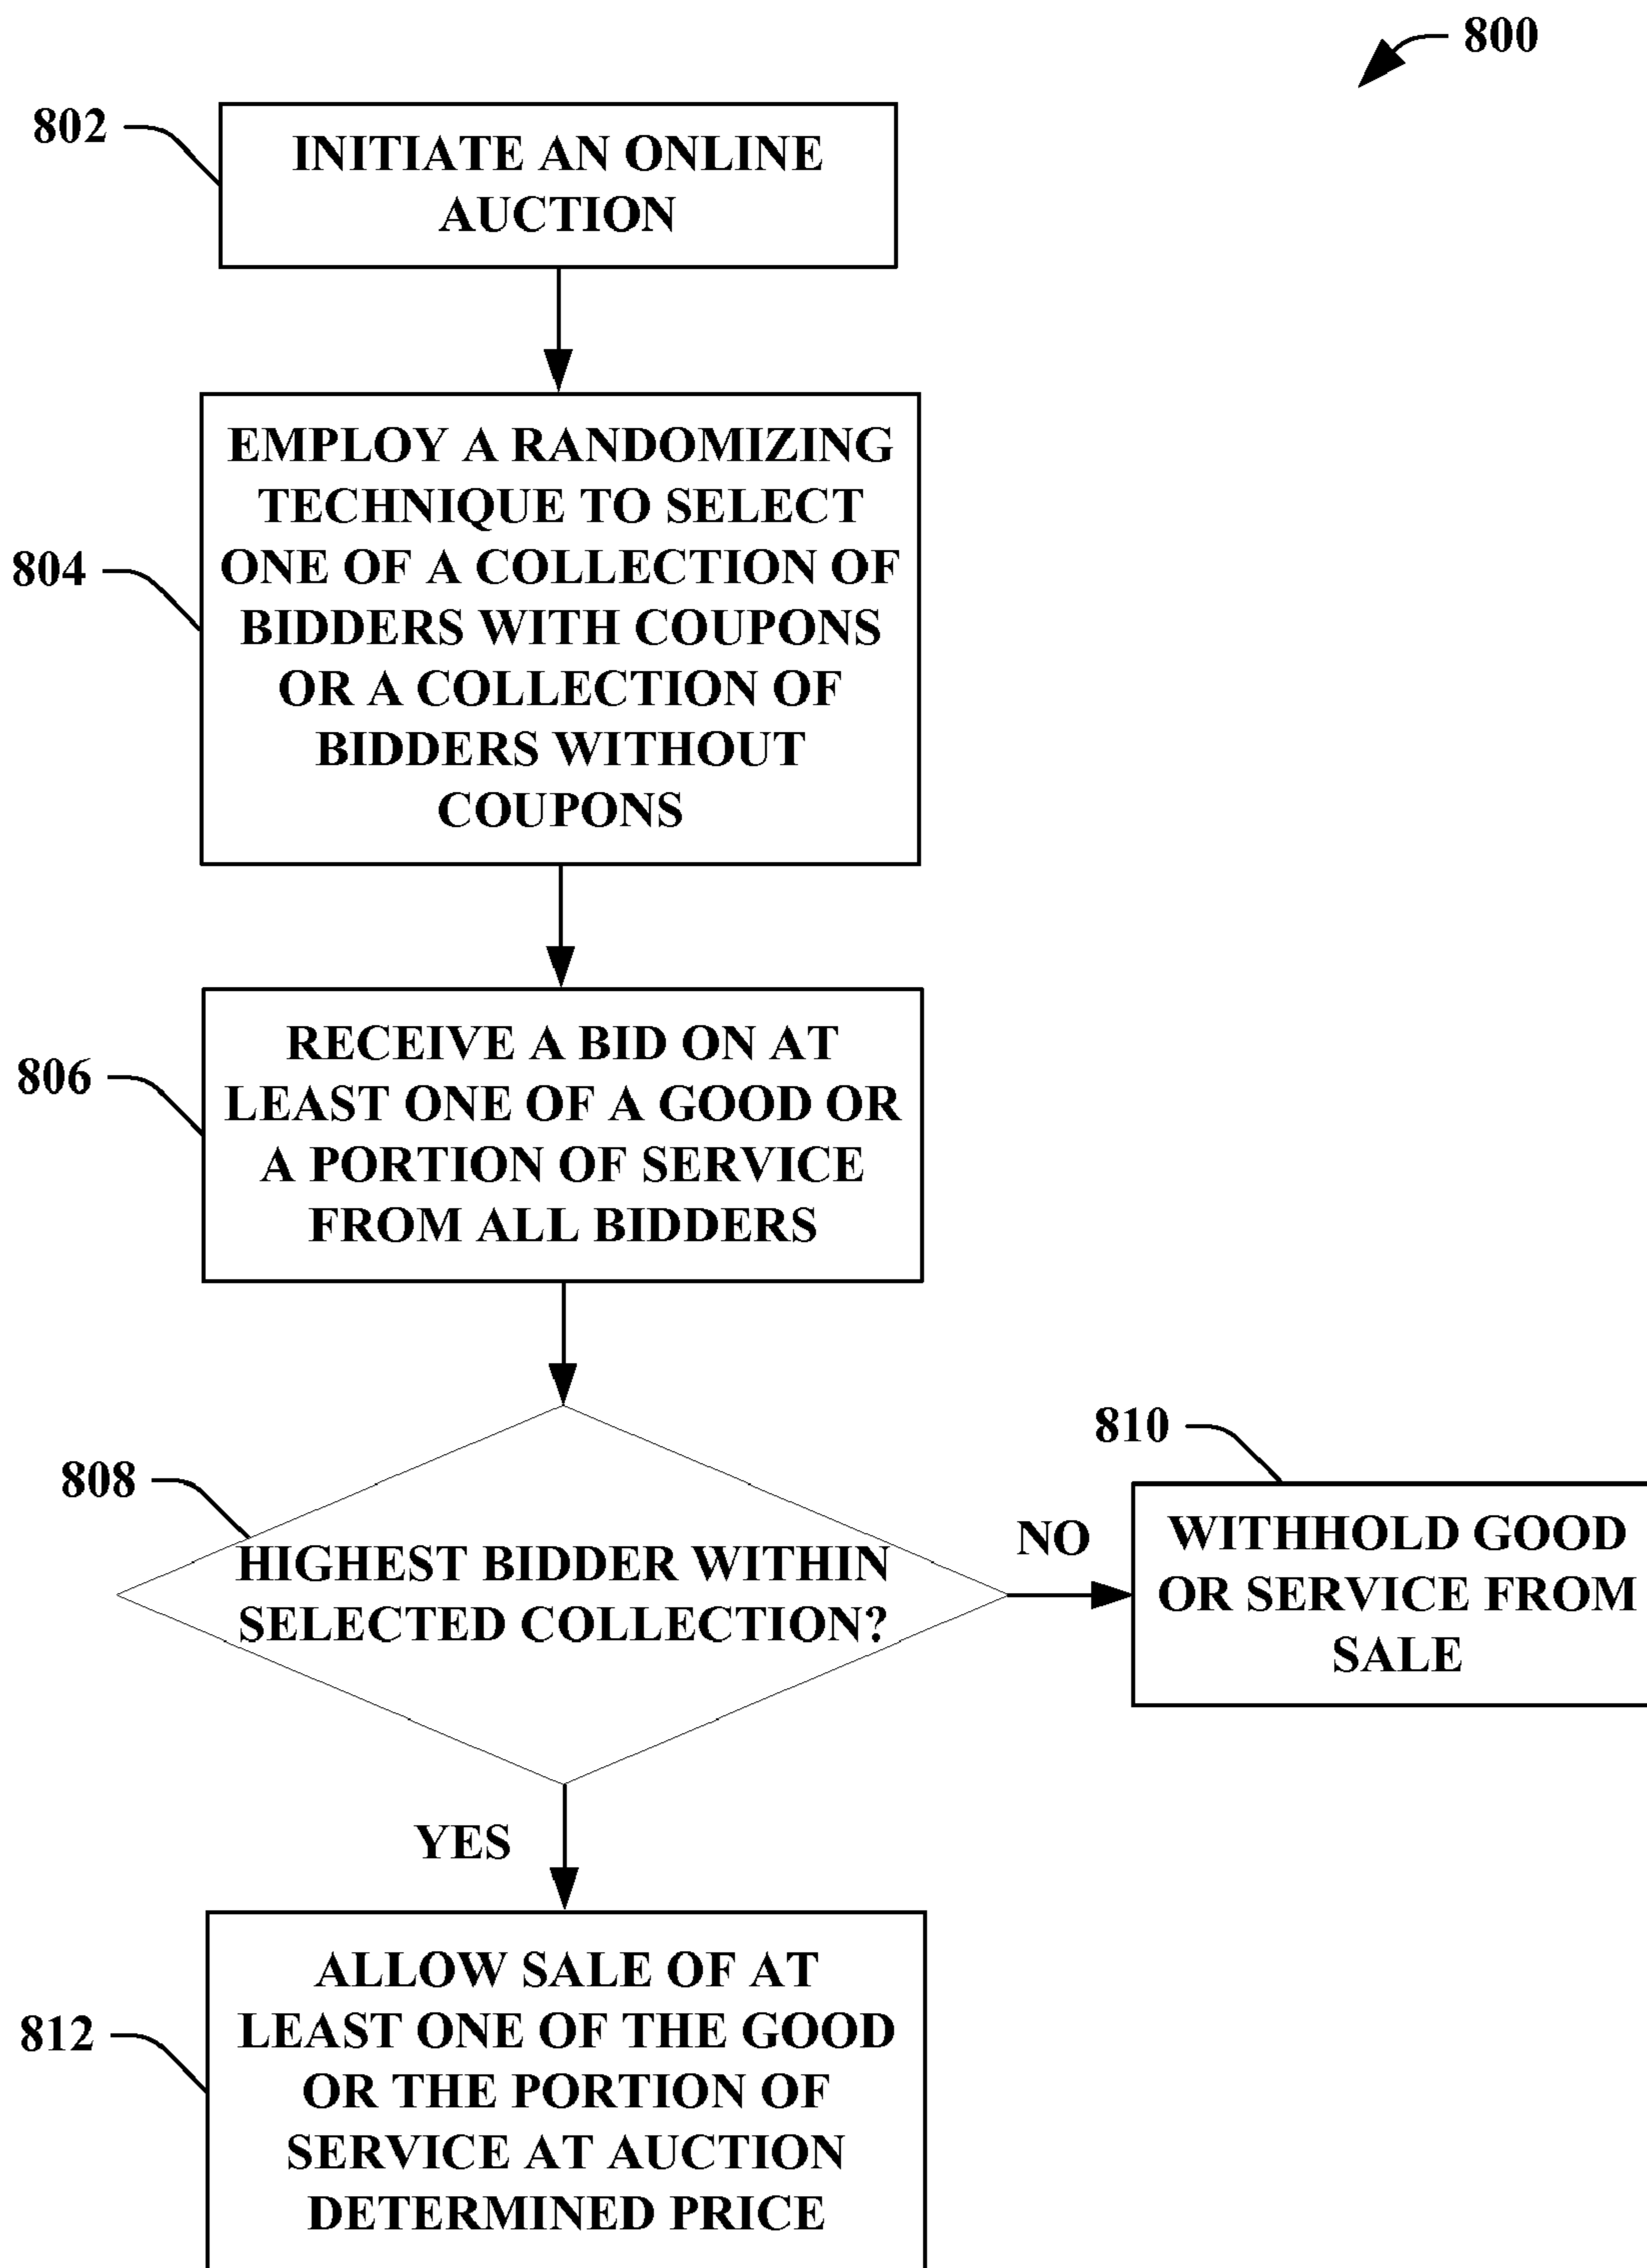 800
802
INITIATE AN ONLINE
AUCTION
804
EMPLOY A RANDOMIZING
TECHNIQUE TO SELECT
ONE OF A COLLECTION OF
BIDDERS WITH COUPONS
OR A COLLECTION OF
BIDDERS WITHOUT
COUPONS
806
RECEIVE A BID ON AT
LEAST ONE OF A GOOD OR
A PORTION OF SERVICE
FROM ALL BIDDERS
808
HIGHEST BIDDER WITHIN
SELECTED COLLECTION?
NO
810
WITHHOLD GOOD
OR SERVICE FROM
SALE
YES
812
ALLOW SALE OF AT
LEAST ONE OF THE GOOD
OR THE PORTION OF
SERVICE AT AUCTION
DETERMINED PRICE